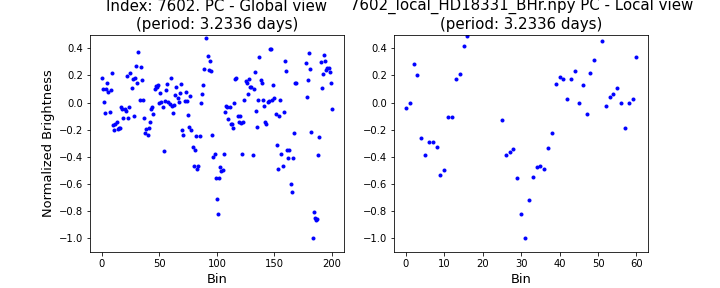 Index: 7602. PC - Global view
(period: 3.2336 days)
7602_local_HD18331_BHr.npy PC - Local view
(period: 3.2336 days)
Normalized Brightness
0.4
0.2
0.0
−0.2
−0.4
−0.6
−0.8
−1.0
0 50 100 150 200
Bin
0.4
0.2
0.0
−0.2
−0.4
−0.6
−0.8
−1.0
0 10 20 30 40 50 60
Bin